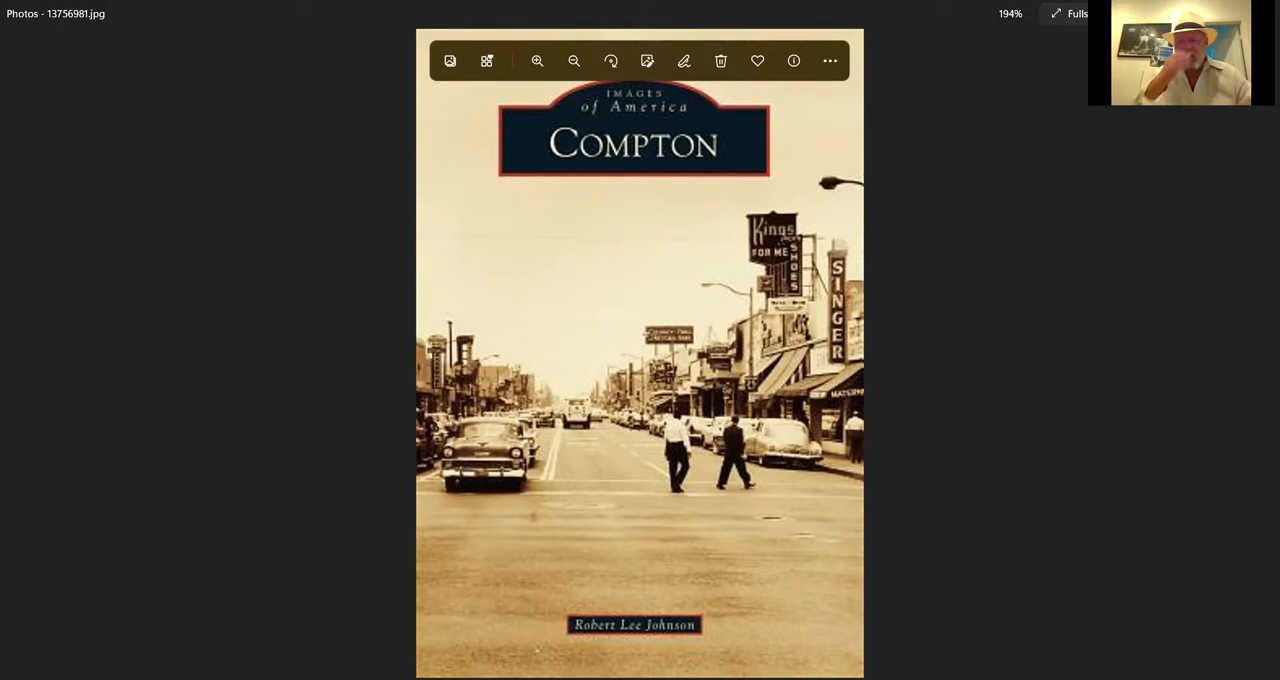 Photos - 13756981.jpg
194%
Fulls
IMAGES
of America
COMPTON
Kings
FOR ME
SHOES
SINGER
Robert Lee Johnson